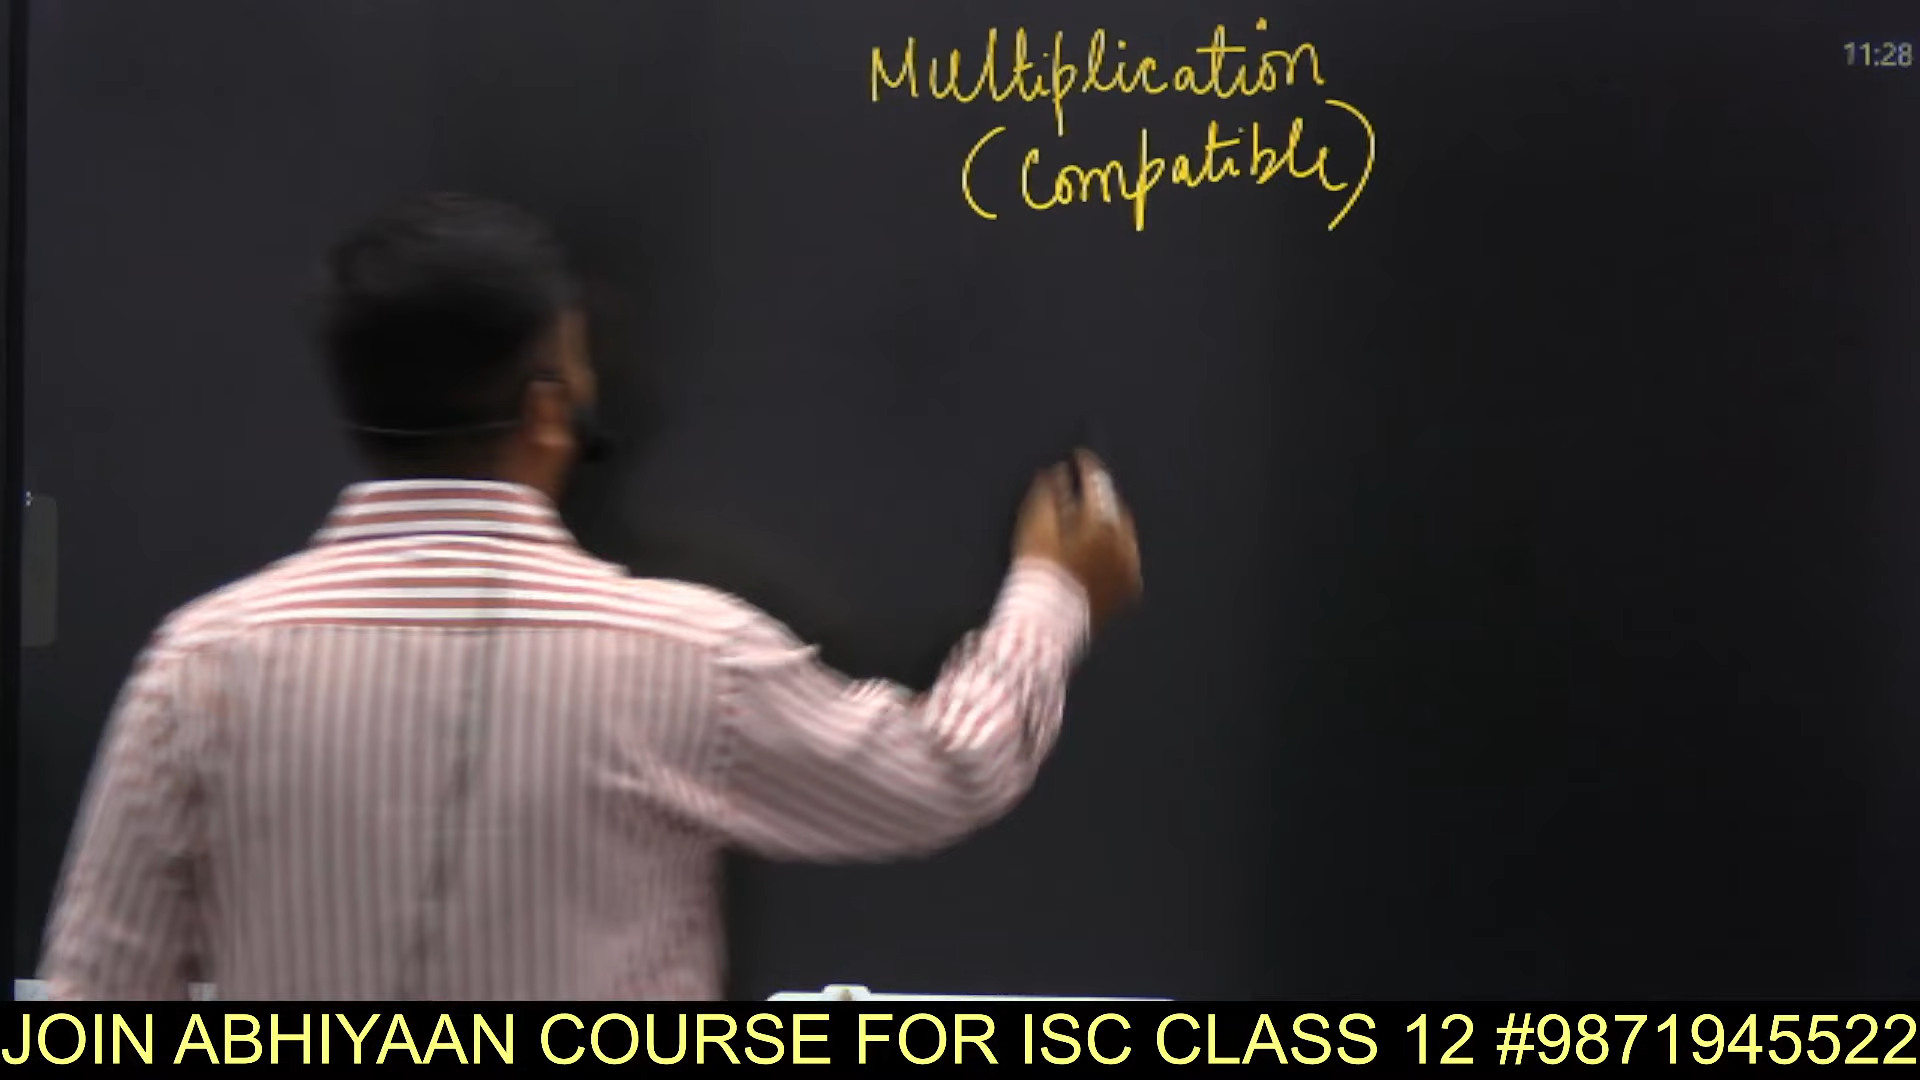 Multiplication
11:28
(Compatible)
JOIN ABHIYAAN COURSE FOR ISC CLASS 12 #9871945522